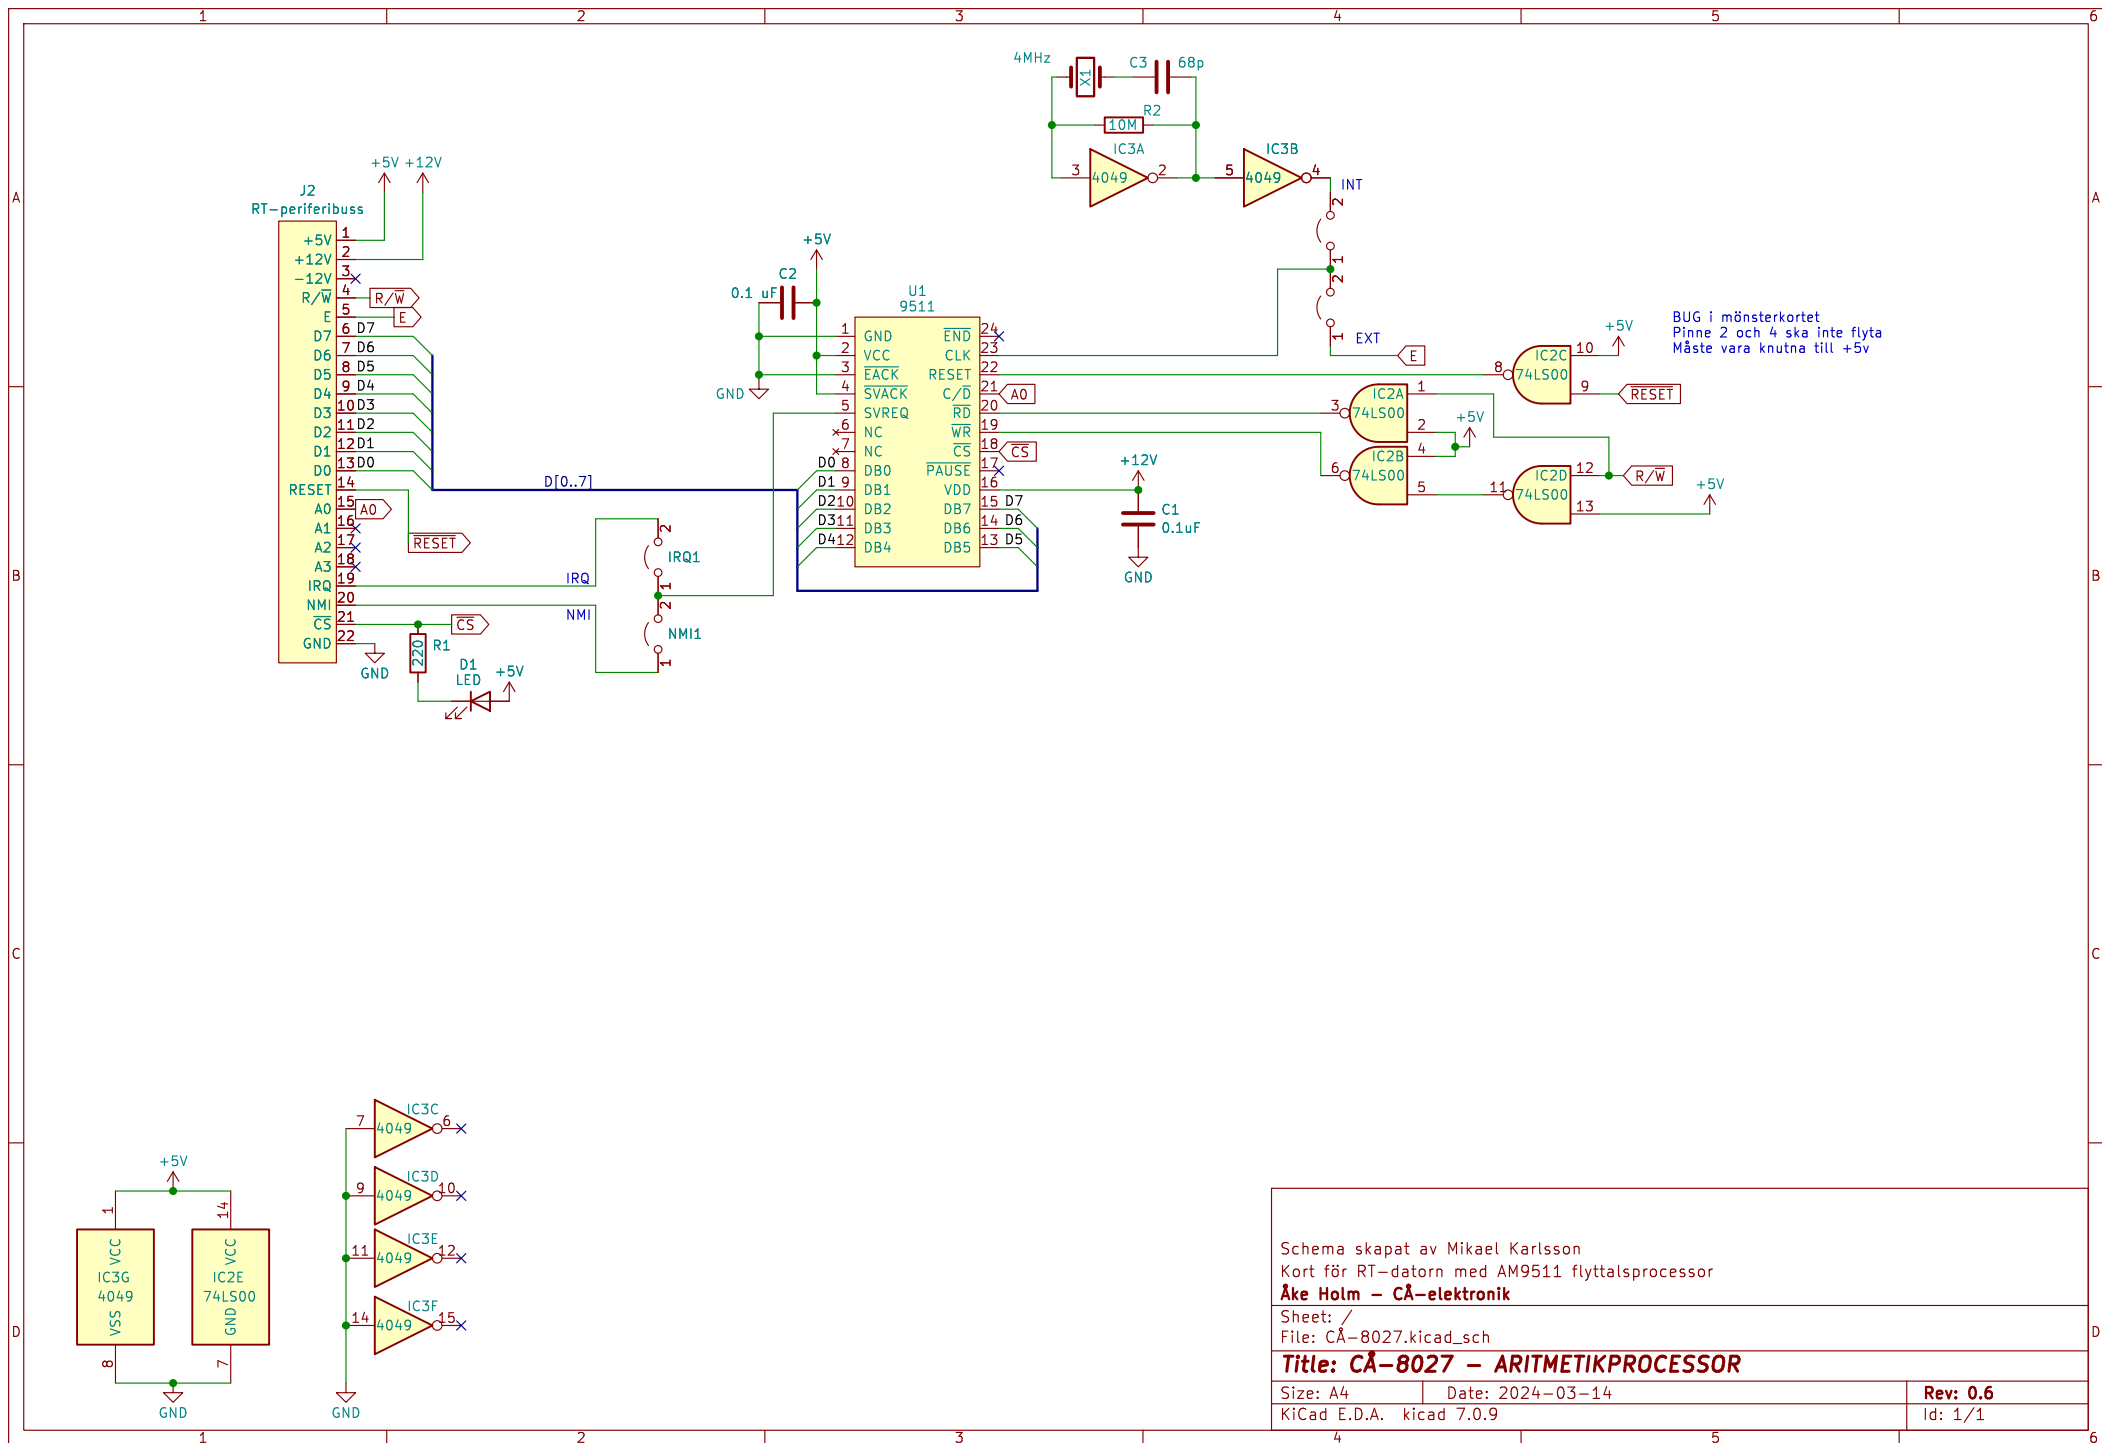 1 2 3 4 5 6
A
B
C
D
A
B
C
D
1 2 3 4 5 6
4MHz
X1
C3 68p
R2
10M
IC3A
3 4049 2
IC3B
5 4049 4
INT
2
1
2
1
EXT
E
+5V +12V
J2
RT-periferibuss
+5V 1
+12V 2
-12V 3
R/W 4 R/W
E 5 E
D7 6 D7
D6 7 D6
D5 8 D5
D4 9 D4
D3 10 D3
D2 11 D2
D1 12 D1
D0 13 D0
RESET 14
A0 15 A0
A1 16
A2 17
A3 18
IRQ 19
NMI 20
CS 21 CS
GND 22
RESET
GND
220 R1
D1
LED
+5V
D[0..7]
IRQ
NMI
2
IRQ1
1
2
NMI1
1
+5V
C2
0.1 uF
GND
U1
9511
1 GND END 24
2 VCC CLK 23
3 EACK RESET 22
4 SVACK C/D 21 A0
5 SVREQ RD 20
6 NC WR 19
7 NC CS 18 CS
D0 8 DB0 PAUSE 17
D1 9 DB1 VDD 16
D2 10 DB2 DB7 15 D7
D3 11 DB3 DB6 14 D6
D4 12 DB4 DB5 13 D5
+12V
C1
0.1uF
GND
IC2A
3 74LS00 1
2
+5V
IC2B
6 74LS00 4
5
IC2C 10 +5V
8 74LS00
9 RESET
IC2D 12 R/W
11 74LS00
13 +5V
BUG i mönsterkortet
Pinne 2 och 4 ska inte flyta
Måste vara knutna till +5v
+5V
1
VCC
IC3G
4049
VSS
8
14
VCC
IC2E
74LS00
GND
7
GND
IC3C
7 4049 6
IC3D
9 4049 10
IC3E
11 4049 12
IC3F
14 4049 15
GND
Schema skapat av Mikael Karlsson
Kort för RT-datorn med AM9511 flyttalsprocessor
Åke Holm - CÅ-elektronik
Sheet: /
File: CÅ-8027.kicad_sch
Title: CÅ-8027 - ARITMETIKPROCESSOR
Size: A4 Date: 2024-03-14 Rev: 0.6
KiCad E.D.A. kicad 7.0.9 Id: 1/1